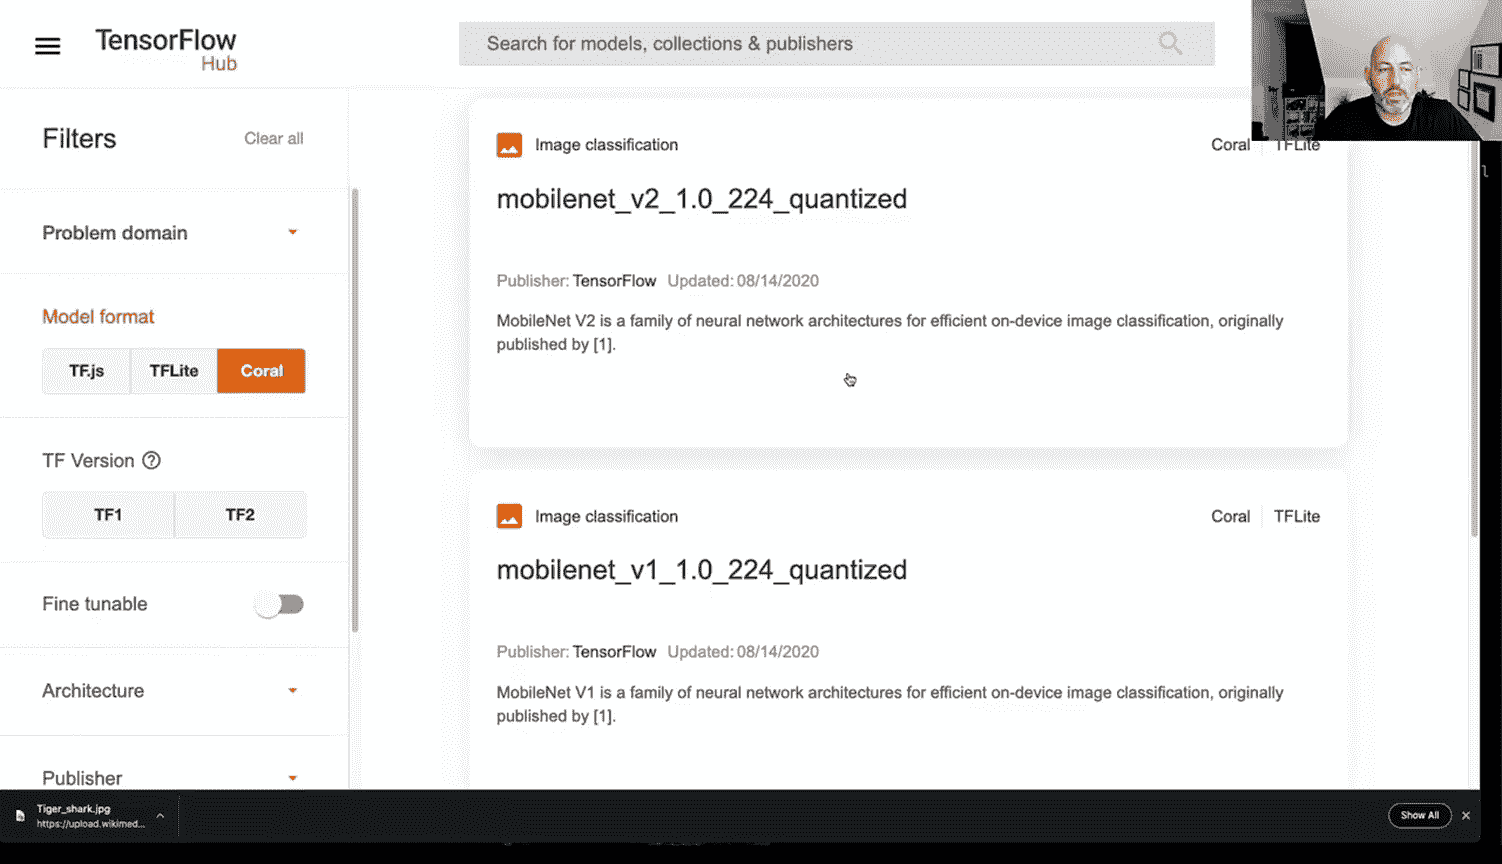 TensorFlow
Hub
Search for models, collections & publishers
Filters
Clear all
Problem domain
Model format
TF.js
TFLite
Coral
TF Version
TF1
TF2
Fine tunable
Architecture
Publisher
Image classification
Coral
TFLite
mobilenet_v2_1.0_224_quantized
Publisher: TensorFlow Updated: 08/14/2020
MobileNet V2 is a family of neural network architectures for efficient on-device image classification, originally
published by [1].
Image classification
Coral
TFLite
mobilenet_v1_1.0_224_quantized
Publisher: TensorFlow Updated: 08/14/2020
MobileNet V1 is a family of neural network architectures for efficient on-device image classification, originally
published by [1].
Tiger_shark.jpg
https://upload.wikimed...
Show All